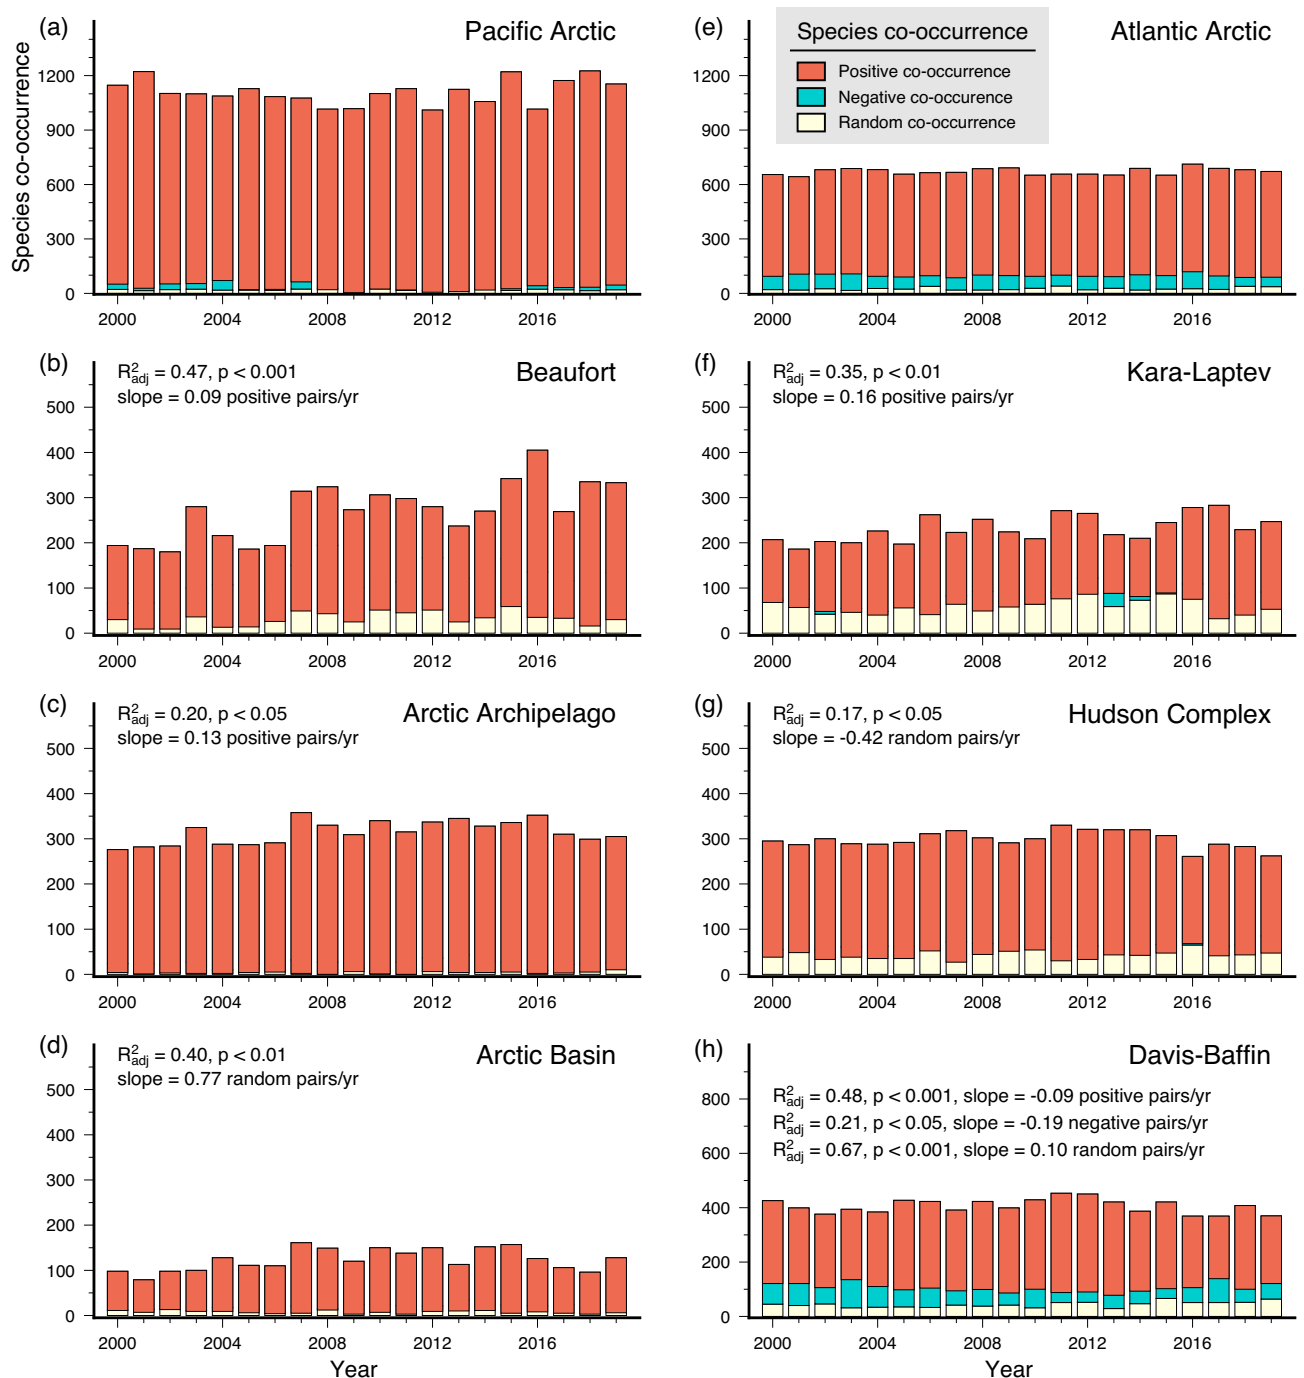 (a)
Pacific Arctic
Species co-occurrence
1200
900
600
300
0
2000
2004
2008
2012
2016
(e)
Atlantic Arctic
Species co-occurrence
Positive co-occurrence
Negative co-occurence
Random co-occurrence
1200
900
600
300
0
2000
2004
2008
2012
2016
(b)
Beaufort
R²adj = 0.47, p < 0.001
slope = 0.09 positive pairs/yr
500
400
300
200
100
0
2000
2004
2008
2012
2016
(f)
Kara-Laptev
R²adj = 0.35, p < 0.01
slope = 0.16 positive pairs/yr
500
400
300
200
100
0
2000
2004
2008
2012
2016
(c)
Arctic Archipelago
R²adj = 0.20, p < 0.05
slope = 0.13 positive pairs/yr
500
400
300
200
100
0
2000
2004
2008
2012
2016
(g)
Hudson Complex
R²adj = 0.17, p < 0.05
slope = -0.42 random pairs/yr
500
400
300
200
100
0
2000
2004
2008
2012
2016
(d)
Arctic Basin
R²adj = 0.40, p < 0.01
slope = 0.77 random pairs/yr
500
400
300
200
100
0
2000
2004
2008
2012
2016
Year
(h)
Davis-Baffin
R²adj = 0.48, p < 0.001, slope = -0.09 positive pairs/yr
R²adj = 0.21, p < 0.05, slope = -0.19 negative pairs/yr
R²adj = 0.67, p < 0.001, slope = 0.10 random pairs/yr
800
600
400
200
0
2000
2004
2008
2012
2016
Year